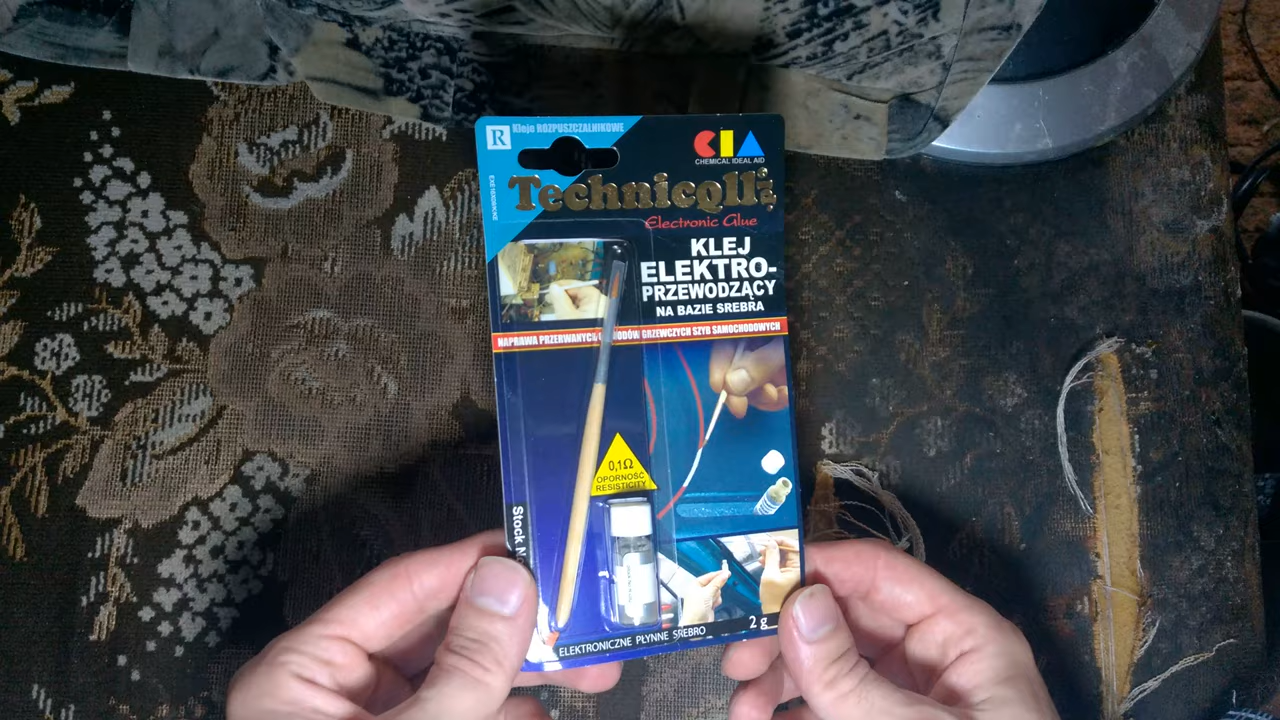 R Kleje ROZPUSZCZALNIKOWE
CIA
CHEMICAL IDEAL AID
Technicqll
Electronic Glue
KLEJ
ELEKTRO-
PRZEWODZĄCY
NA BAZIE SREBRA
NAPRAWA PRZERWANYCH GRZEWCZYCH SZYB SAMOCHODOWYCH
0,1Ω
OPORNOŚĆ
RESISTICITY
Stock
2 g
ELEKTRONICZNE PŁYNNE SREBRO